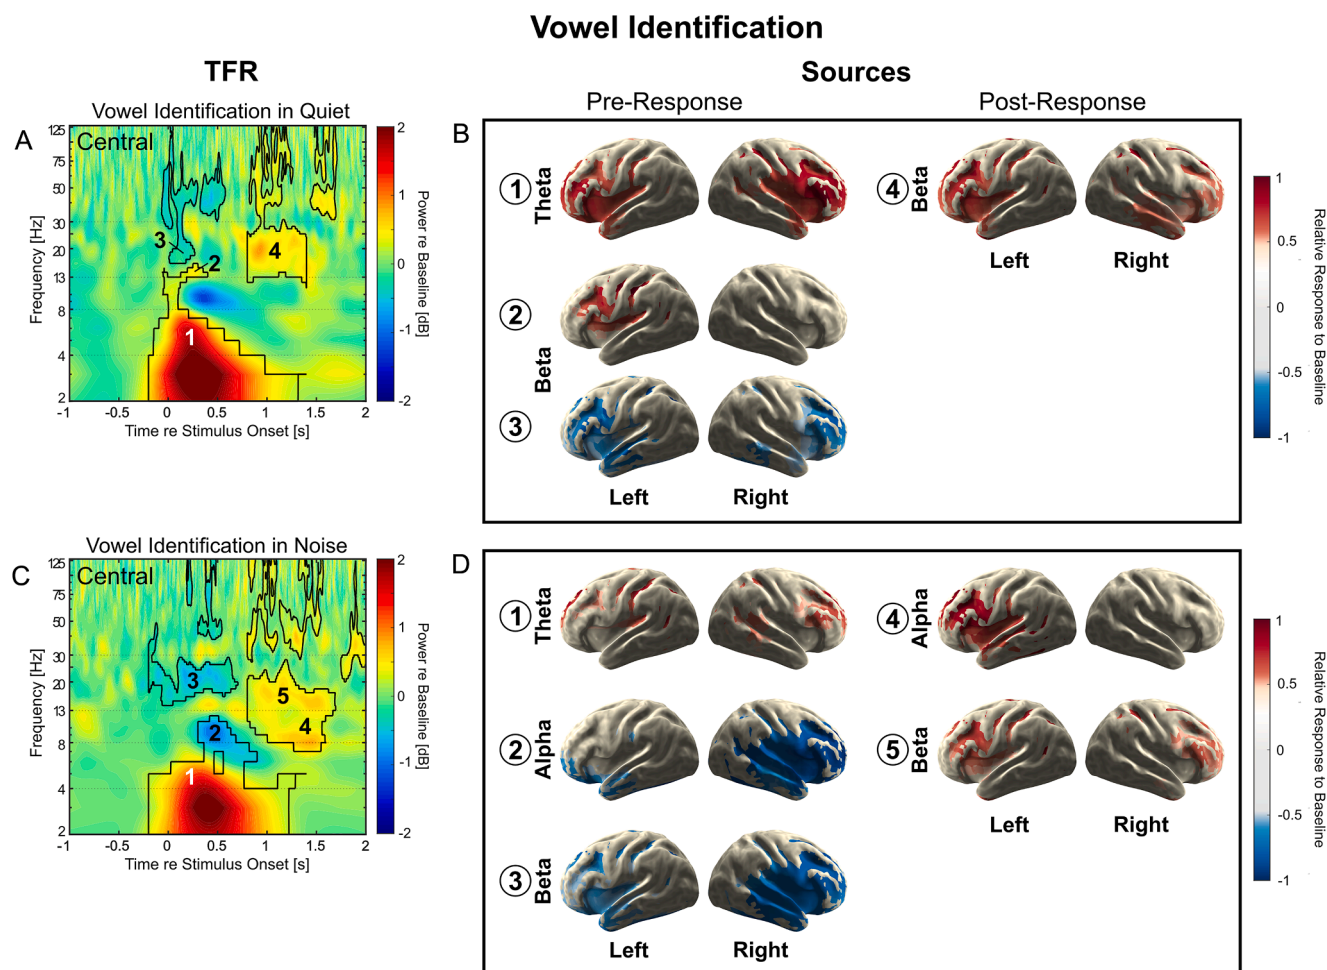 Vowel Identification
TFR
Sources
Vowel Identification in Quiet
Pre-Response
Post-Response
A
Central
125
75
50
30
20
13
8
4
2
Frequency [Hz]
3
2
4
1
-1 -0.5 0 0.5 1 1.5 2
Time re Stimulus Onset [s]
2
1
0
-1
-2
Power re Baseline [dB]
B
1 Theta
4 Beta
Left Right
2
Beta
3
Left Right
1
0.5
0
-0.5
-1
Relative Response to Baseline
Vowel Identification in Noise
C
Central
125
75
50
30
20
13
8
4
2
Frequency [Hz]
3
5
2
4
1
-1 -0.5 0 0.5 1 1.5 2
Time re Stimulus Onset [s]
2
1
0
-1
-2
Power re Baseline [dB]
D
1 Theta
4 Alpha
2 Alpha
5 Beta
Left Right
3 Beta
Left Right
1
0.5
0
-0.5
-1
Relative Response to Baseline